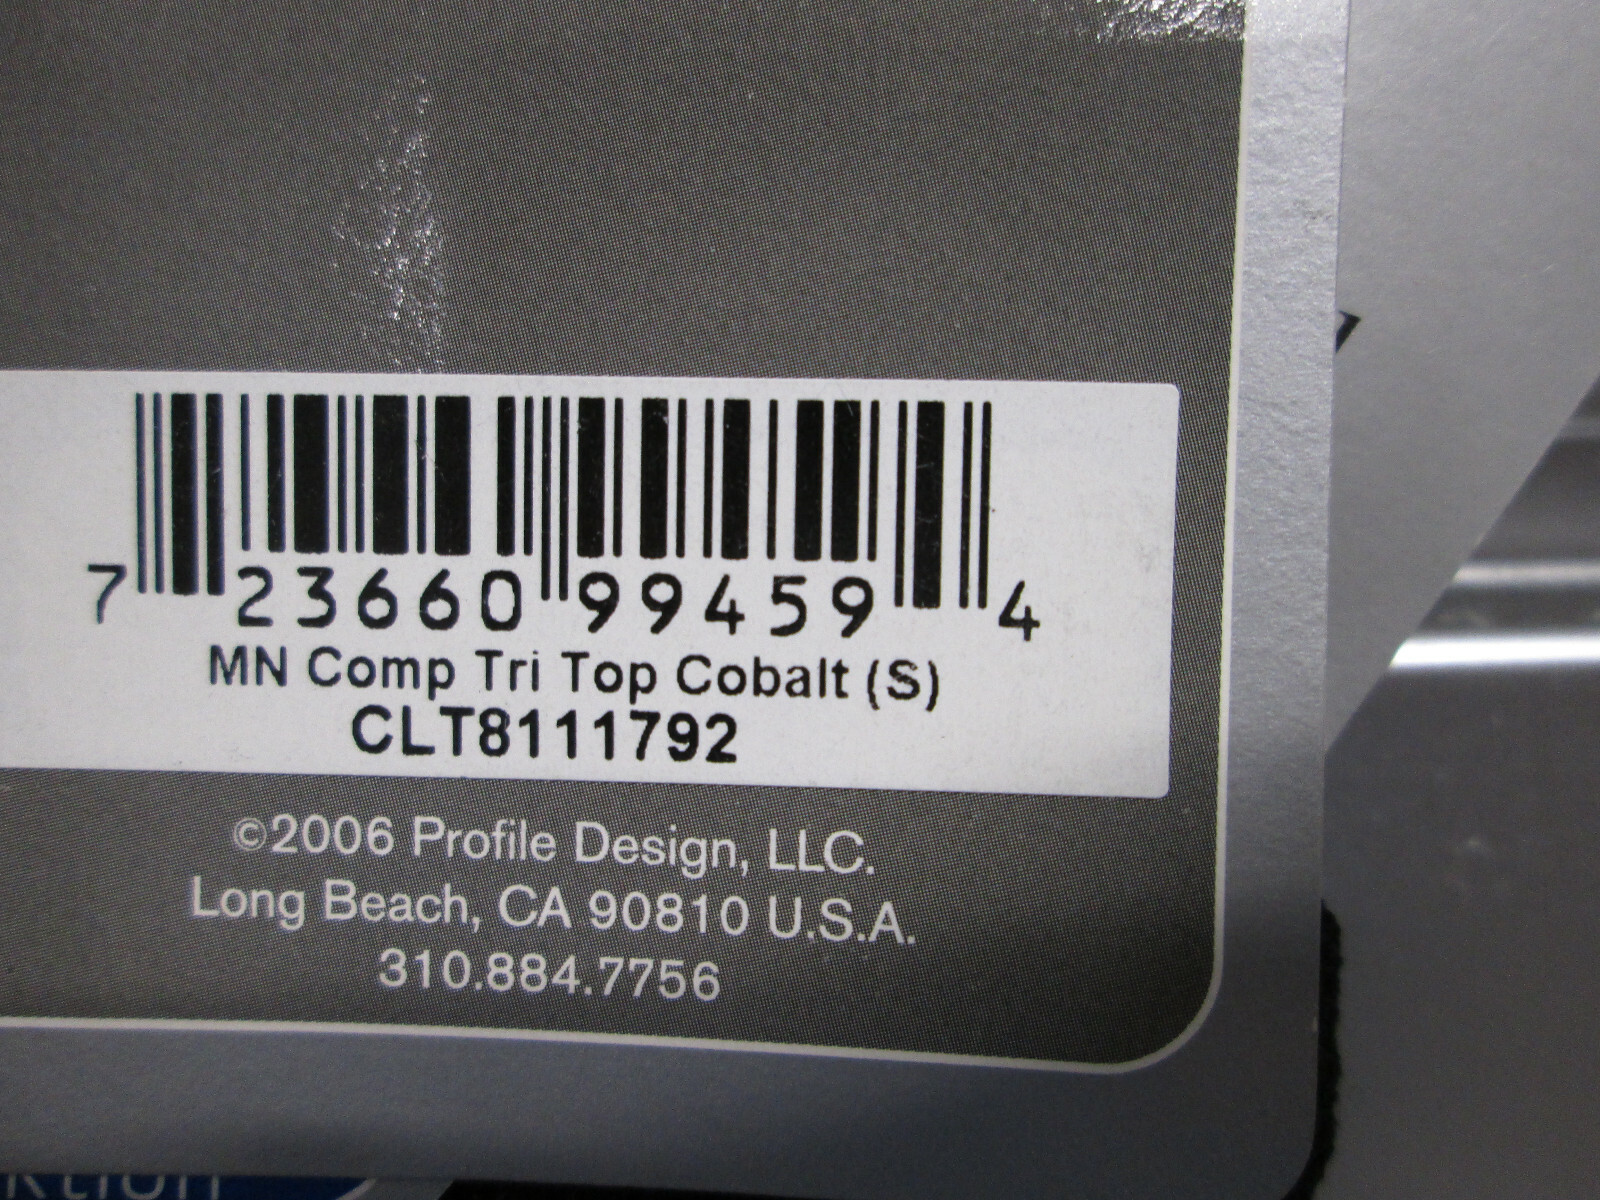 7 23660 99459 4
MN Comp Tri Top Cobalt (S)
CLT8111792
©2006 Profile Design, LLC.
Long Beach, CA 90810 U.S.A.
310.884.7756